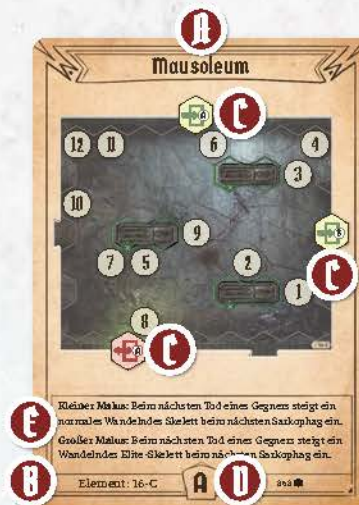 A
Mausoleum
A
C
12 11 6 4
3
10
B
9
C
7 5 2
1
8
A
C
Kleiner Malus: Beim nächsten Tod eines Gegners steigt ein
normales Wandelndes Skelett beim nächsten Sarkophag ein.
E
Großer Malus: Beim nächsten Tod eines Gegners steigt ein
Wandelndes Elite-Skelett beim nächsten Sarkophag ein.
B
Element: 16-C
A
D